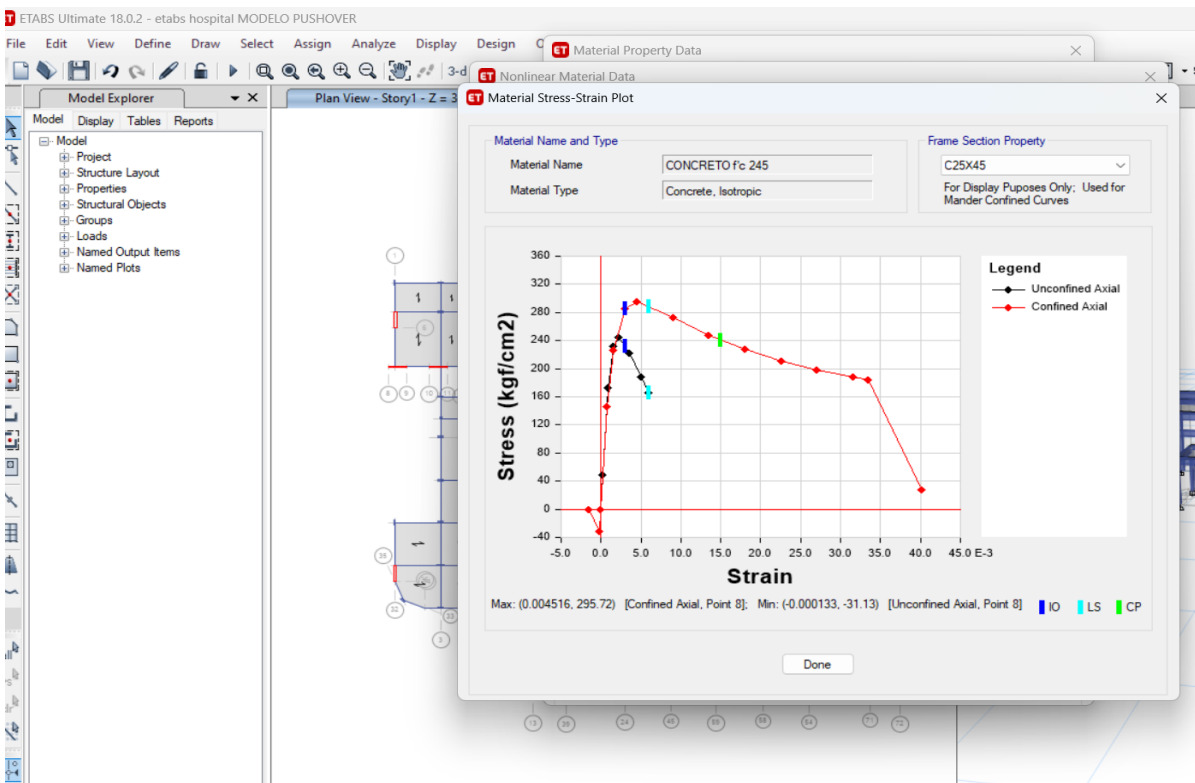 ETABS Ultimate 18.0.2 - etabs hospital MODELO PUSHOVER
File Edit View Define Draw Select Assign Analyze Display Design
Material Property Data
3-d
Nonlinear Material Data
Model Explorer
Plan View - Story1 - Z = 3
Material Stress-Strain Plot
Model Display Tables Reports
Model
Project
Structure Layout
Properties
Structural Objects
Groups
Loads
Named Output Items
Named Plots
Material Name and Type
Material Name CONCRETO f'c 245
Material Type Concrete, Isotropic
Frame Section Property
C25X45
For Display Puposes Only; Used for
Mander Confined Curves
Stress (kgf/cm2)
360
320
280
240
200
160
120
80
40
0
-40
-5.0 0.0 5.0 10.0 15.0 20.0 25.0 30.0 35.0 40.0 45.0 E-3
Strain
Legend
Unconfined Axial
Confined Axial
Max: (0.004516, 295.72) [Confined Axial, Point 8]; Min: (-0.000133, -31.13) [Unconfined Axial, Point 8]
IO LS CP
Done